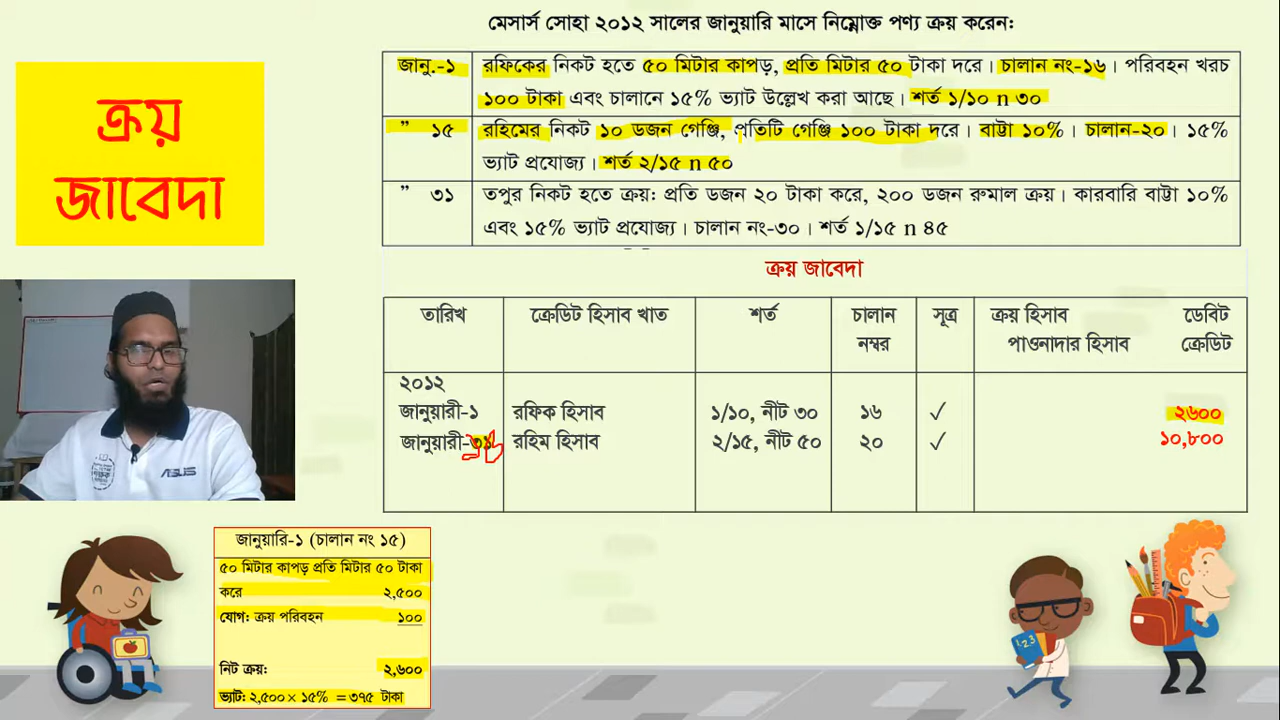 মেসার্স সোহা ২০১২ সালের জানুয়ারি মাসে নিম্নোক্ত পণ্য ক্রয় করেন:
ক্রয়
জাবেদা
জানু.-১ রফিকের নিকট হতে ৫০ মিটার কাপড়, প্রতি মিটার ৫০ টাকা দরে। চালান নং-১৬। পরিবহন খরচ
১০০ টাকা এবং চালানে ১৫% ভ্যাট উল্লেখ করা আছে। শর্ত ১/১০ n ৩০
” ১৫ রহিমের নিকট ১০ ডজন গেঞ্জি, প্রতিটি গেঞ্জি ১০০ টাকা দরে। বাট্টা ১০%। চালান-২০। ১৫%
ভ্যাট প্রযোজ্য। শর্ত ২/১৫ n ৫০
” ৩১ তপুর নিকট হতে ক্রয়: প্রতি ডজন ২০ টাকা করে, ২০০ ডজন রুমাল ক্রয়। কারবারি বাট্টা ১০%
এবং ১৫% ভ্যাট প্রযোজ্য। চালান নং-৩০। শর্ত ১/১৫ n ৪৫
ক্রয় জাবেদা
তারিখ ক্রেডিট হিসাব খাত শর্ত চালান সূত্র ক্রয় হিসাব ডেবিট
নম্বর পাওনাদার হিসাব ক্রেডিট
২০১২
জানুয়ারী-১ রফিক হিসাব ১/১০, নীট ৩০ ১৬ ✓ ২৬০০
জানুয়ারী- রহিম হিসাব ২/১৫, নীট ৫০ ২০ ✓ ১০,৮০০
ASUS
জানুয়ারি-১ (চালান নং ১৫)
৫০ মিটার কাপড় প্রতি মিটার ৫০ টাকা
করে ২,৫০০
যোগ: ক্রয় পরিবহন ১০০
নিট ক্রয়: ২,৬০০
ভ্যাট: ২,৫০০ × ১৫% = ৩৭৫ টাকা
1 2 3